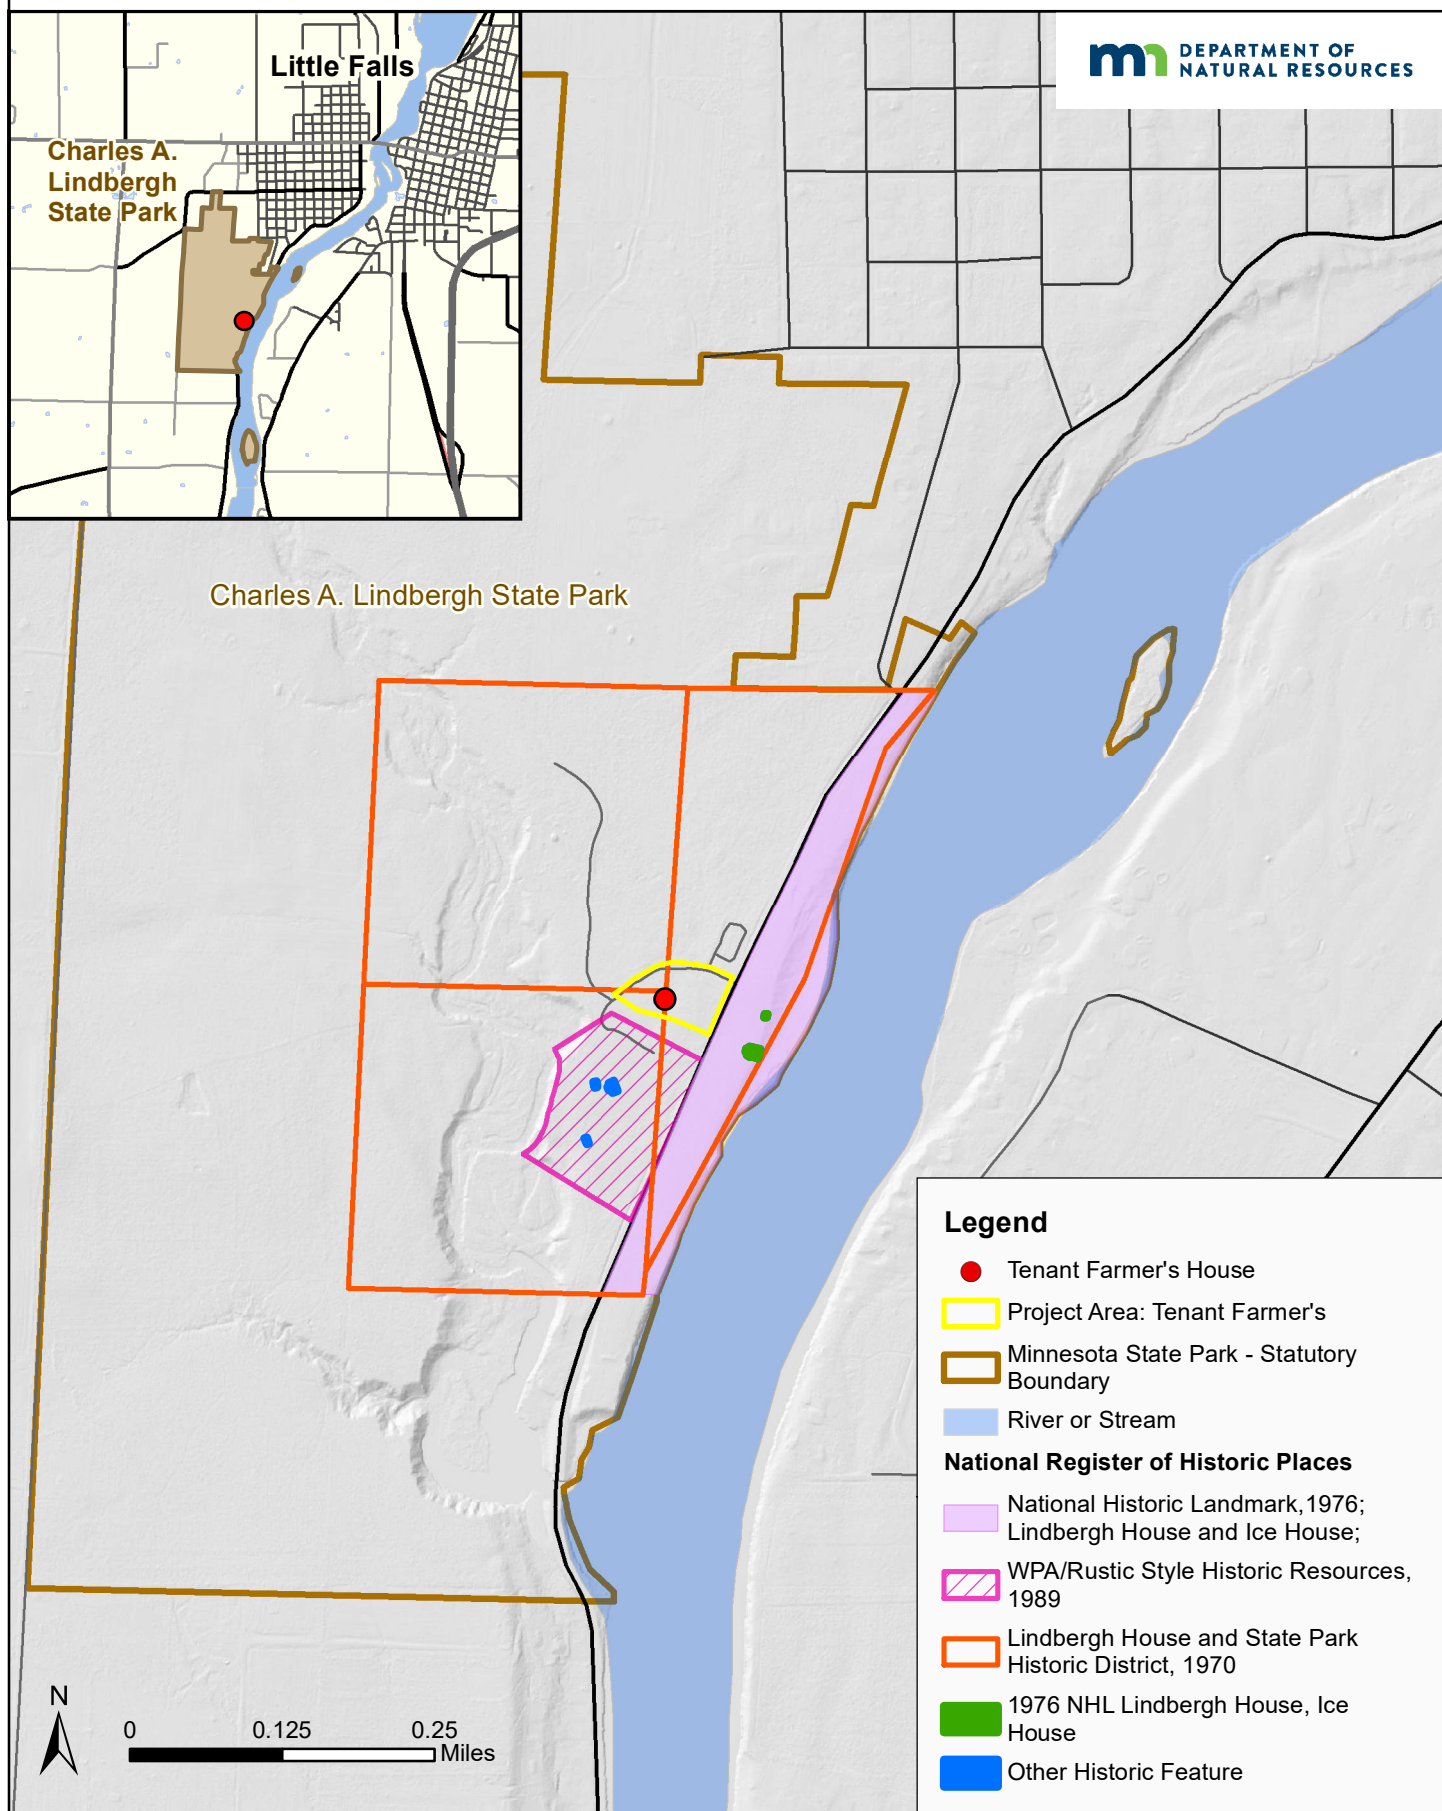 Little Falls
Charles A.
Lindbergh
State Park
mn DEPARTMENT OF
NATURAL RESOURCES
Charles A. Lindbergh State Park
Legend
Tenant Farmer's House
Project Area: Tenant Farmer's
Minnesota State Park - Statutory
Boundary
River or Stream
National Register of Historic Places
National Historic Landmark,1976;
Lindbergh House and Ice House;
WPA/Rustic Style Historic Resources,
1989
Lindbergh House and State Park
Historic District, 1970
1976 NHL Lindbergh House, Ice
House
Other Historic Feature
N
0 0.125 0.25
Miles